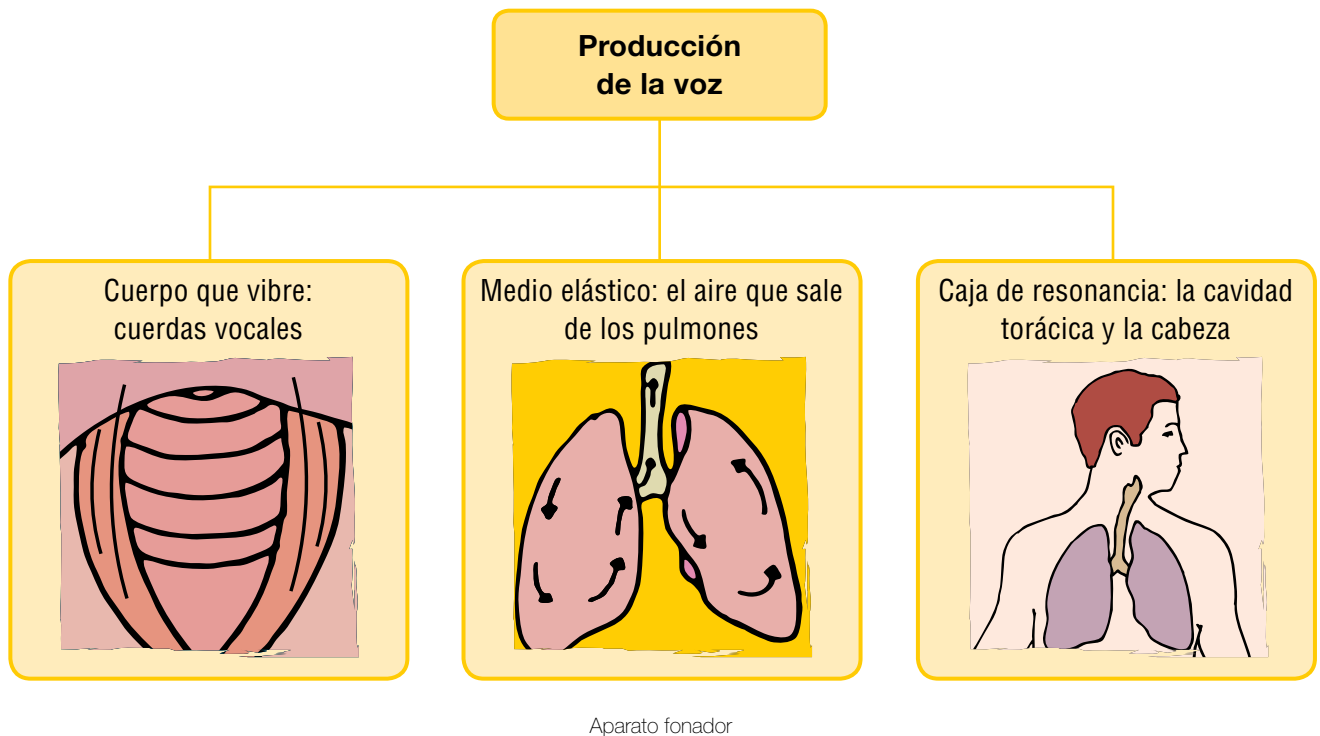 Producción
de la voz
Cuerpo que vibre:
cuerdas vocales
Medio elástico: el aire que sale
de los pulmones
Caja de resonancia: la cavidad
torácica y la cabeza
Aparato fonador